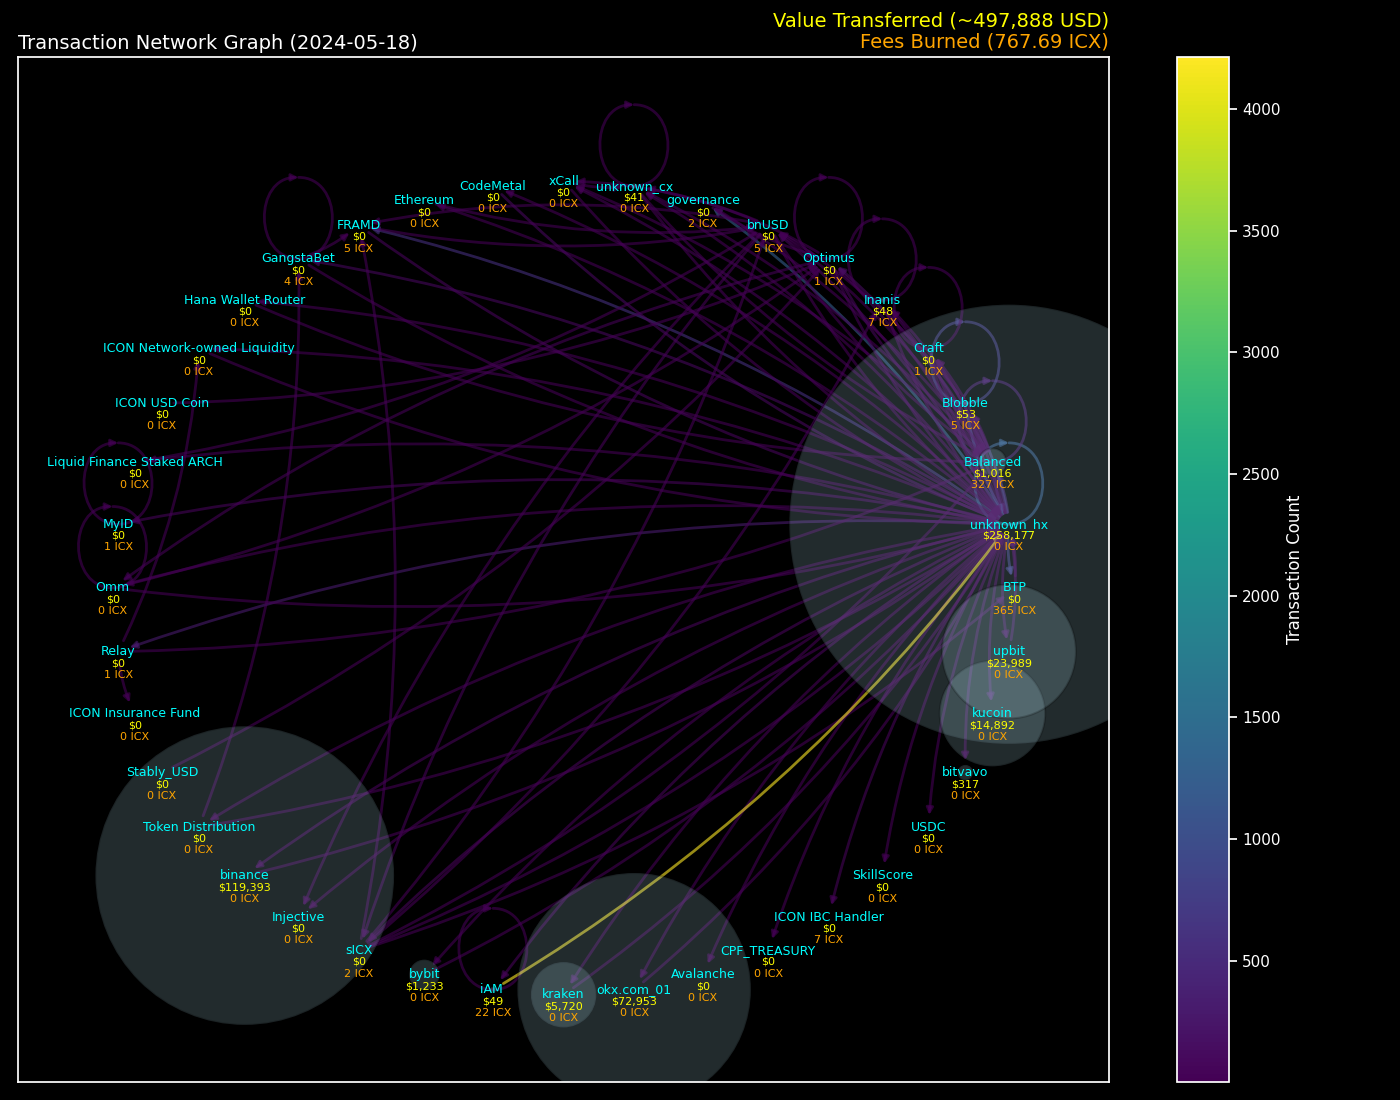 Value Transferred (~497,888 USD)
Transaction Network Graph (2024-05-18)
Fees Burned (767.69 ICX)
xCall
$0
0 ICX
CodeMetal
$0
0 ICX
unknown_cx
$41
0 ICX
Ethereum
$0
0 ICX
governance
$0
2 ICX
FRAMD
$0
5 ICX
bnUSD
$0
5 ICX
GangstaBet
$0
4 ICX
Optimus
$0
1 ICX
Hana Wallet Router
$0
0 ICX
Inanis
$48
7 ICX
ICON Network-owned Liquidity
$0
0 ICX
Craft
$0
1 ICX
ICON USD Coin
$0
0 ICX
Blobble
$53
5 ICX
Liquid Finance Staked ARCH
$0
0 ICX
Balanced
$1,016
327 ICX
MyID
$0
1 ICX
unknown_hx
$258,177
0 ICX
Omm
$0
0 ICX
BTP
$0
365 ICX
Relay
$0
1 ICX
upbit
$23,989
0 ICX
ICON Insurance Fund
$0
0 ICX
kucoin
$14,892
0 ICX
Stably_USD
$0
0 ICX
bitvavo
$317
0 ICX
Token Distribution
$0
0 ICX
USDC
$0
0 ICX
binance
$119,393
0 ICX
SkillScore
$0
0 ICX
Injective
$0
0 ICX
ICON IBC Handler
$0
7 ICX
sICX
$0
2 ICX
CPF_TREASURY
$0
0 ICX
bybit
$1,233
0 ICX
Avalanche
$0
0 ICX
iAM
$49
22 ICX
kraken
$5,720
0 ICX
okx.com_01
$72,953
0 ICX
4000
3500
3000
2500
2000
1500
1000
500
Transaction Count